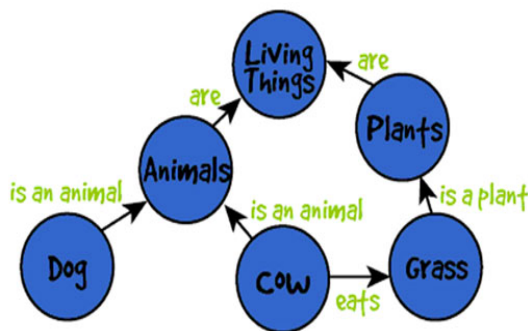 Living
Things
are
are
Plants
Animals
is an animal
is an animal
is a plant
Dog
Cow
Grass
eats